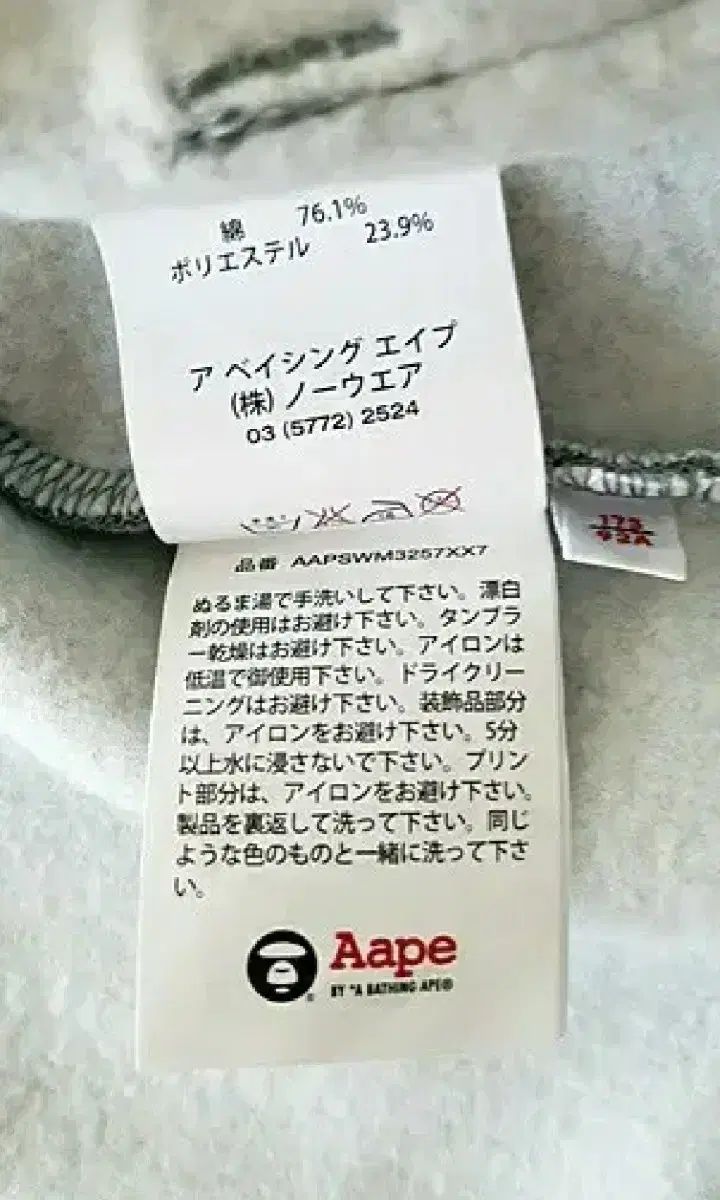 綿 76.1%
ポリエステル 23.9%
ア ベイシング エイプ
(株) ノーウエア
03 (5772) 2524
品番 AAPSWM3257XX7
ぬるま湯で手洗いして下さい。漂白
剤の使用はお避け下さい。タンブラ
ー乾燥はお避け下さい。アイロンは
低温で御使用下さい。ドライクリー
ニングはお避け下さい。装飾品部分
は、アイロンをお避け下さい。5分
以上水に浸さないで下さい。プリン
ト部分は、アイロンをお避け下さい。
製品を裏返して洗って下さい。同じ
ような色のものと一緒に洗って下さ
い。
Aape
BY *A BATHING APE®
175
92A